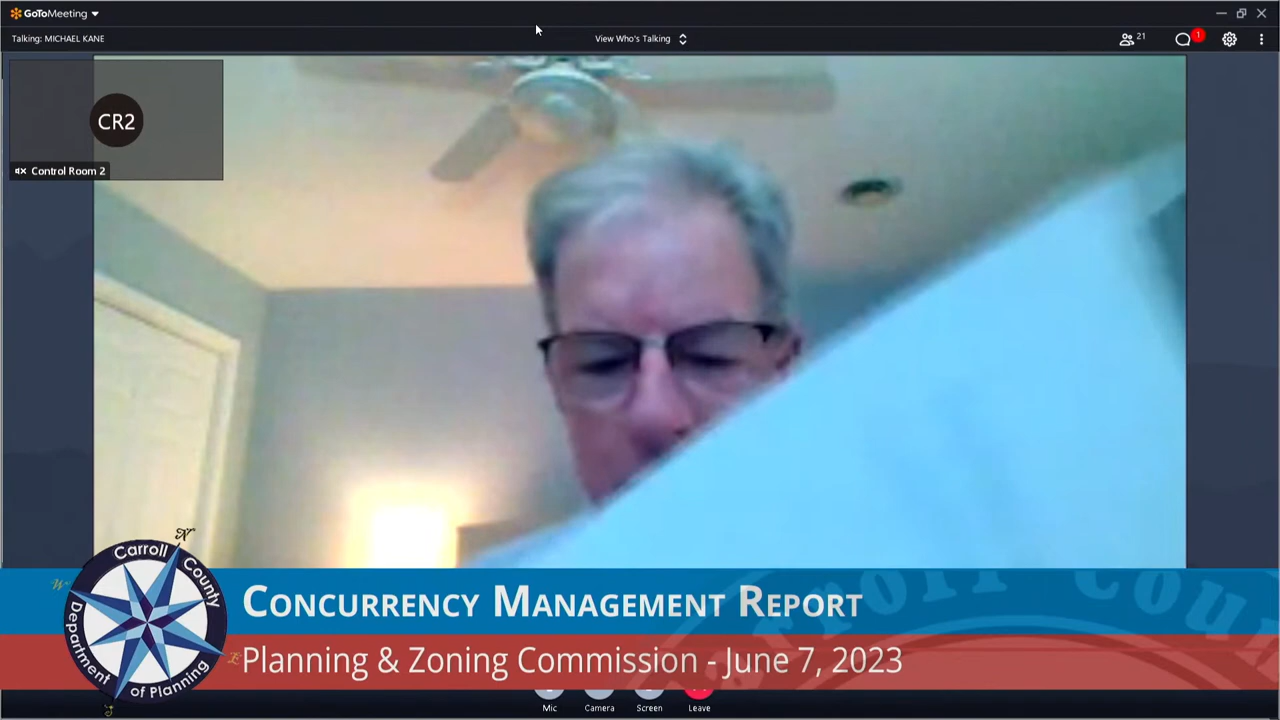 GoToMeeting
Talking: MICHAEL KANE
View Who's Talking
21
1
CR2
Control Room 2
N
W
E
S
Carroll County
Department of Planning
CONCURRENCY MANAGEMENT REPORT
Planning & Zoning Commission - June 7, 2023
Mic
Camera
Screen
Leave